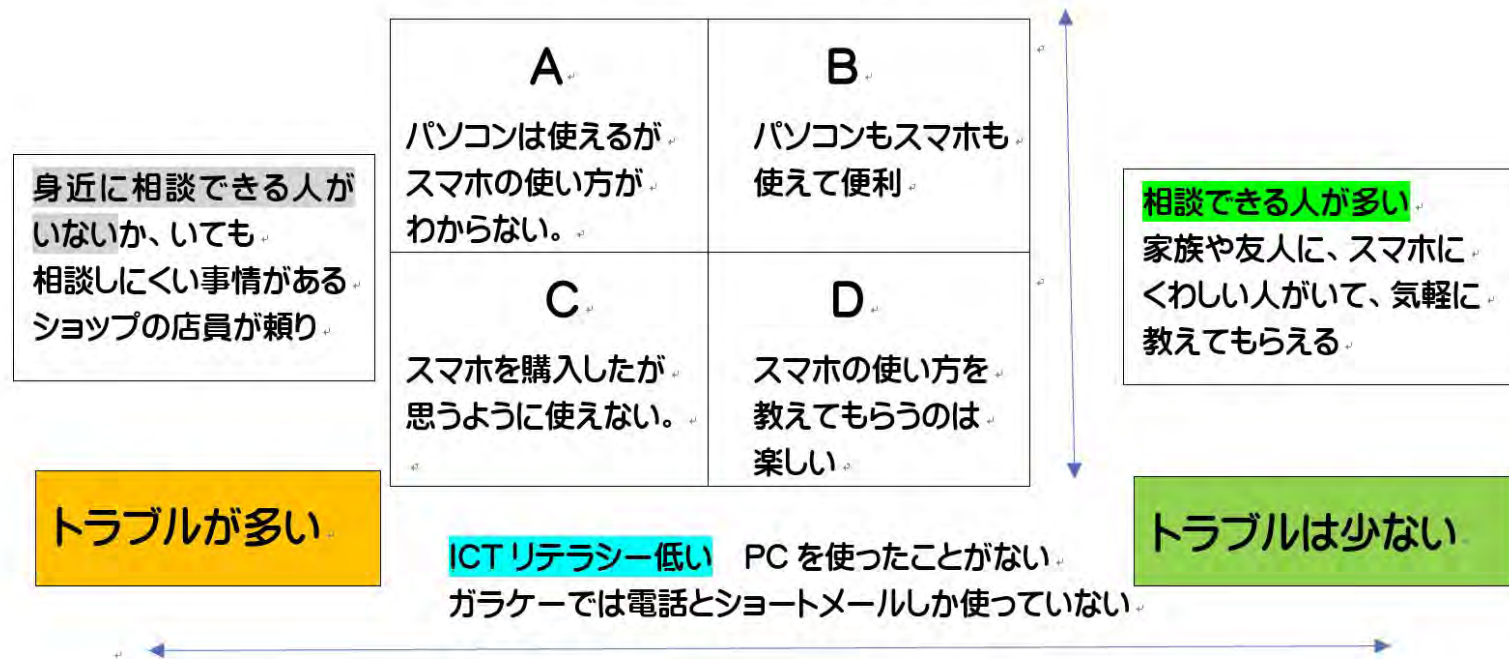 A
パソコンは使えるが
スマホの使い方が
わからない。
B
パソコンもスマホも
使えて便利
身近に相談できる人が
いないか、いても
相談しにくい事情がある
ショップの店員が頼り
相談できる人が多い
家族や友人に、スマホに
くわしい人がいて、気軽に
教えてもらえる
C
スマホを購入したが
思うように使えない。
D
スマホの使い方を
教えてもらうのは
楽しい
トラブルが多い
トラブルは少ない
ICTリテラシー低い　PCを使ったことがない
ガラケーでは電話とショートメールしか使っていない